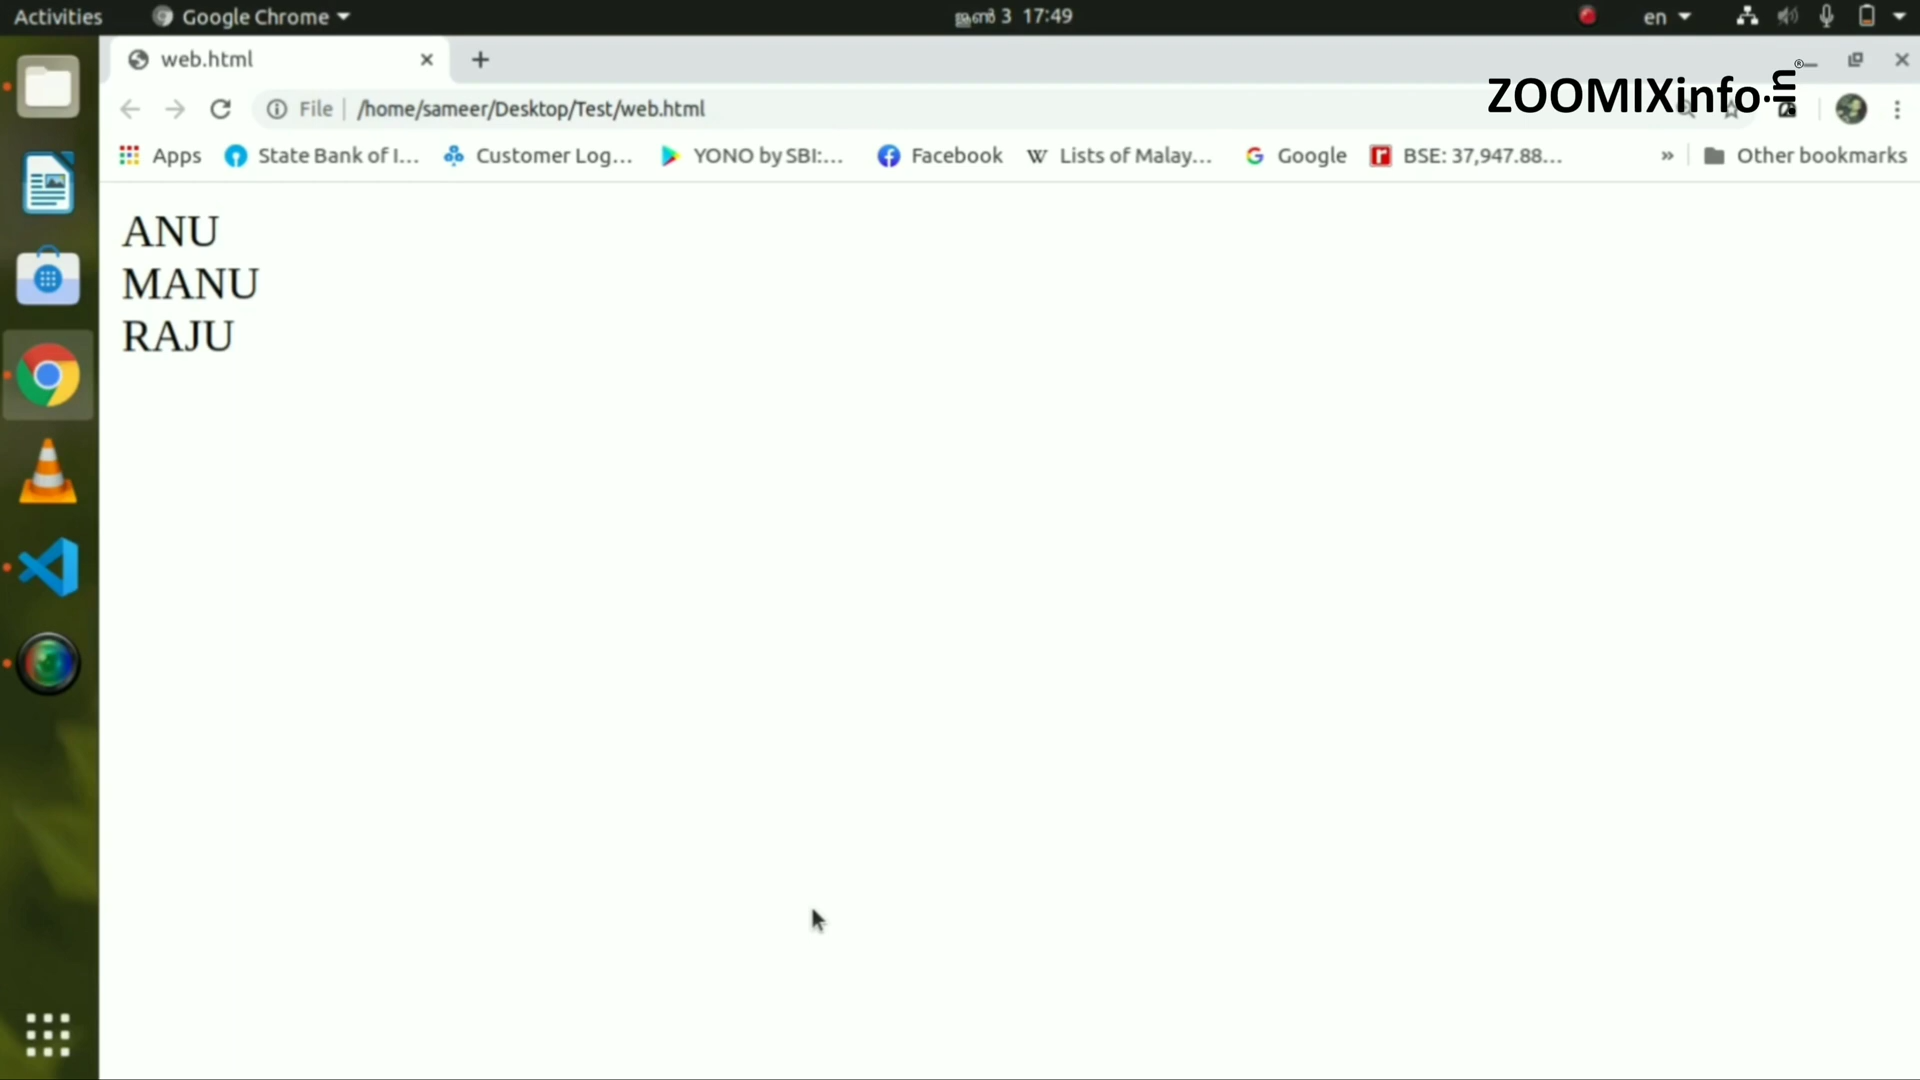 Activities Google Chrome ജൂൺ 3 17:49 en
web.html
File /home/sameer/Desktop/Test/web.html
ZOOMIXinfo.in ®
Apps State Bank of I... Customer Log... YONO by SBI:... Facebook W Lists of Malay... Google BSE: 37,947.88... » Other bookmarks
ANU
MANU
RAJU